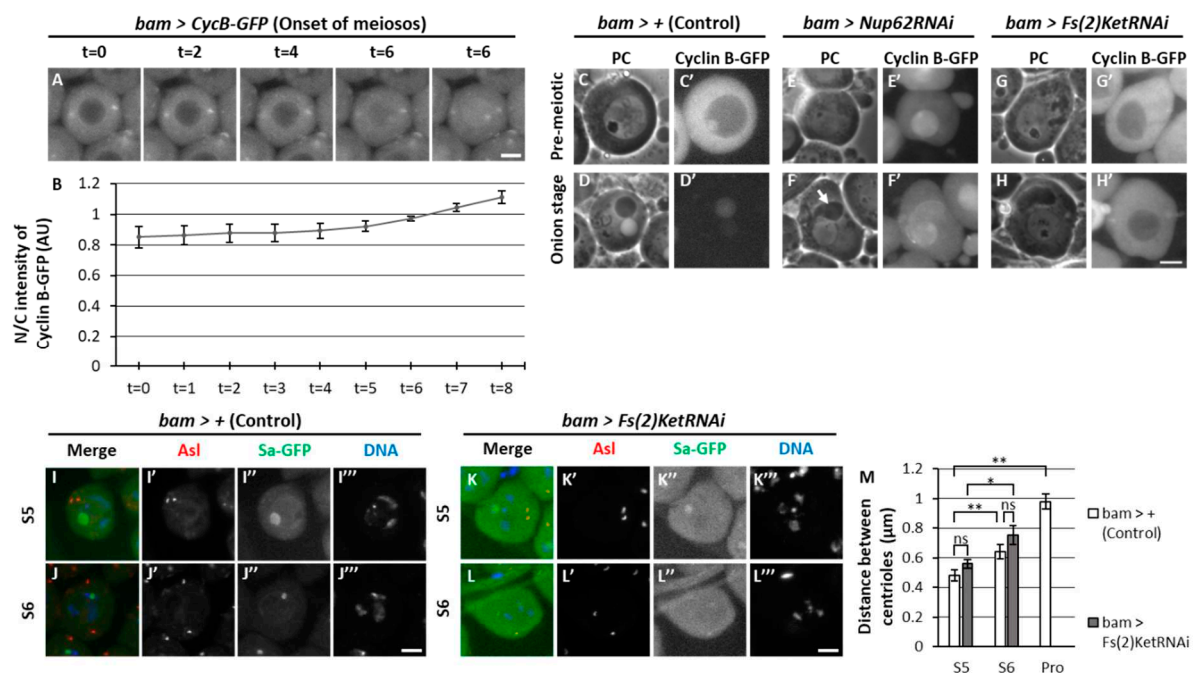 bam > CycB-GFP (Onset of meiosos)
t=0 t=2 t=4 t=6 t=6
A
B
N/C intensity of
Cyclin B-GFP (AU)
1.2
1
0.8
0.6
0.4
0.2
0
t=0 t=1 t=2 t=3 t=4 t=5 t=6 t=7 t=8
bam > + (Control) bam > Nup62RNAi bam > Fs(2)KetRNAi
PC Cyclin B-GFP PC Cyclin B-GFP PC Cyclin B-GFP
Pre-meiotic
C C’ E E’ G G’
Onion stage
D D’ F F’ H H’
bam > + (Control)
Merge Asl Sa-GFP DNA
S5
I I’ I’’ I’’’
S6
J J’ J’’ J’’’
bam > Fs(2)KetRNAi
Merge Asl Sa-GFP DNA
S5
K K’ K’’ K’’’
S6
L L’ L’’ L’’’
M
Distance between
centrioles (µm)
1.2
1
0.8
0.6
0.4
0.2
0
**
*
** ns
ns
S5 S6 Pro
bam > +
(Control)
bam >
Fs(2)KetRNAi